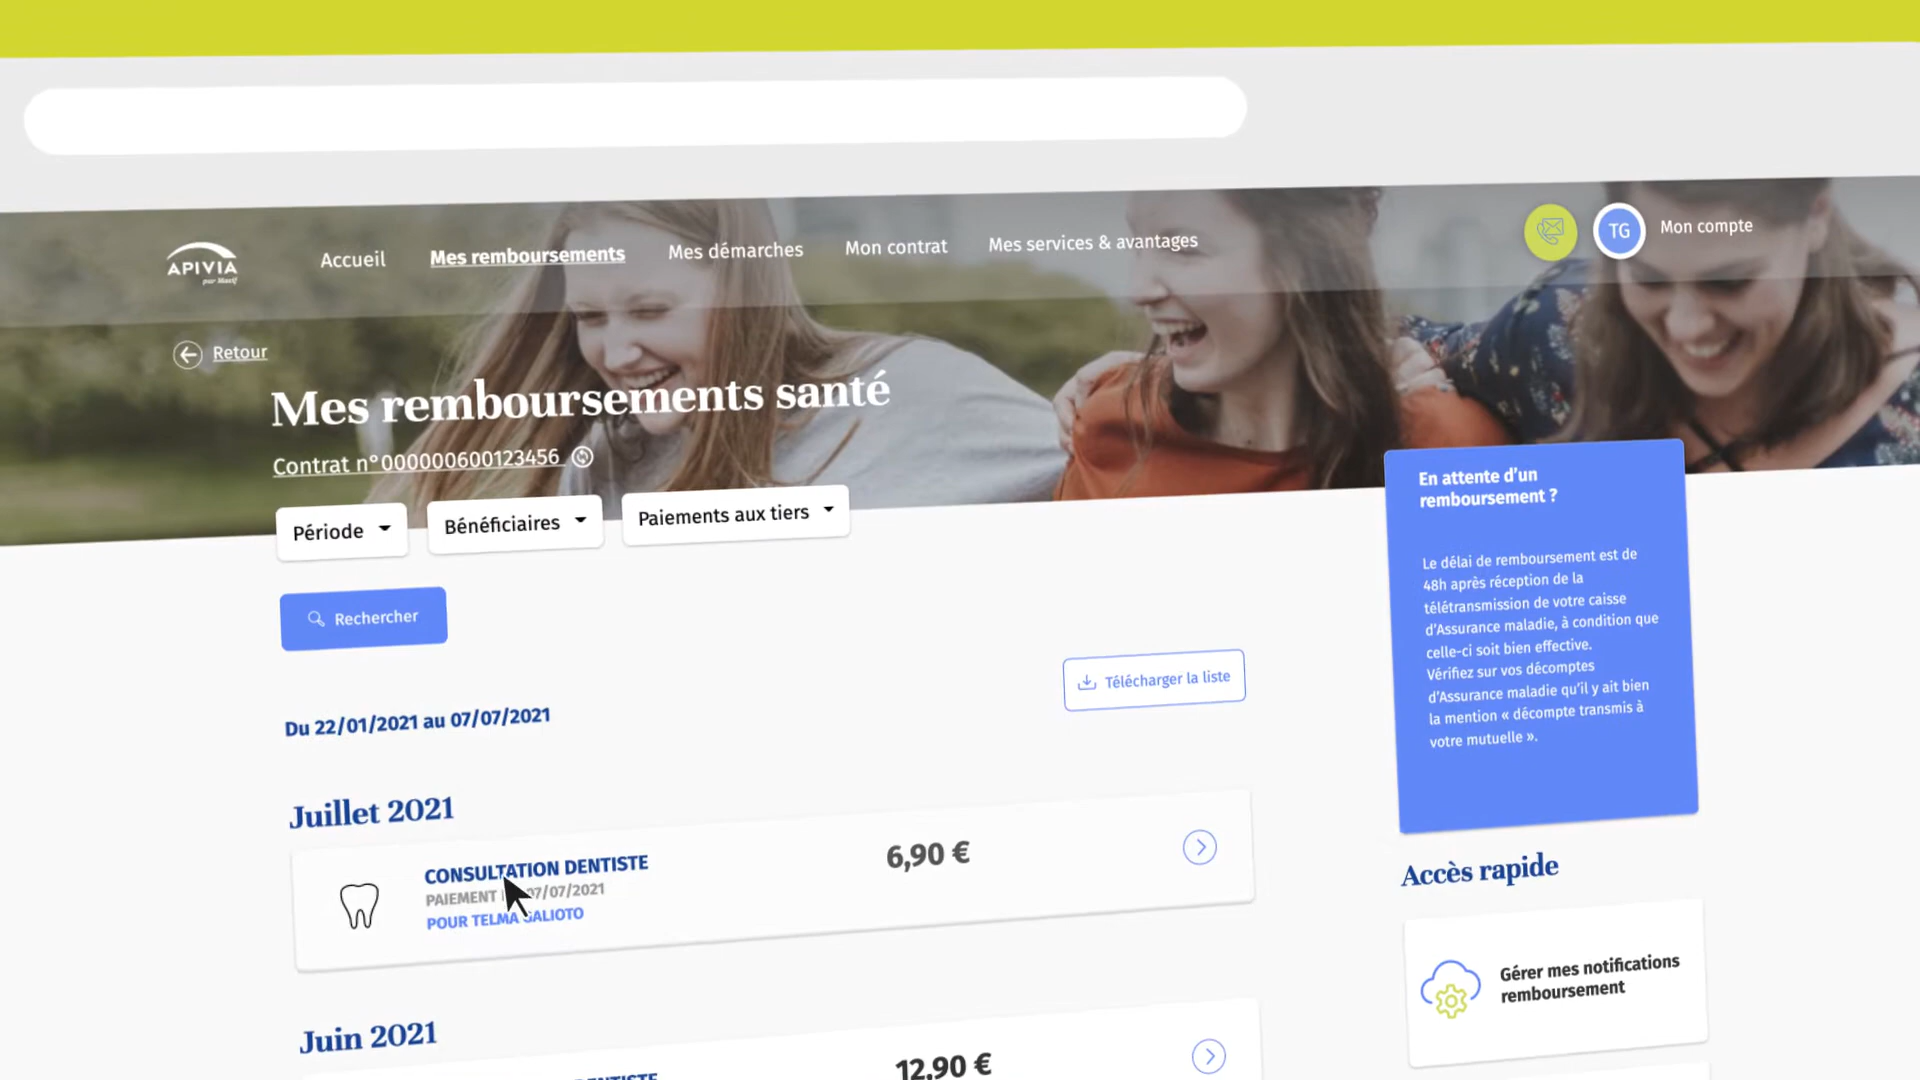 APIVIA
par Macif
Accueil
Mes remboursements
Mes démarches
Mon contrat
Mes services & avantages
TG
Mon compte
Retour
Mes remboursements santé
Contrat n°000000600123456
Période
Bénéficiaires
Paiements aux tiers
Rechercher
Télécharger la liste
Du 22/01/2021 au 07/07/2021
Juillet 2021
CONSULTATION DENTISTE
PAIEMENT 07/07/2021
POUR TELMA GALIOTO
6,90 €
Juin 2021
12,90 €
En attente d’un
remboursement ?
Le délai de remboursement est de
48h après réception de la
télétransmission de votre caisse
d’Assurance maladie, à condition que
celle-ci soit bien effective.
Vérifiez sur vos décomptes
d’Assurance maladie qu’il y ait bien
la mention « décompte transmis à
votre mutuelle ».
Accès rapide
Gérer mes notifications
remboursement